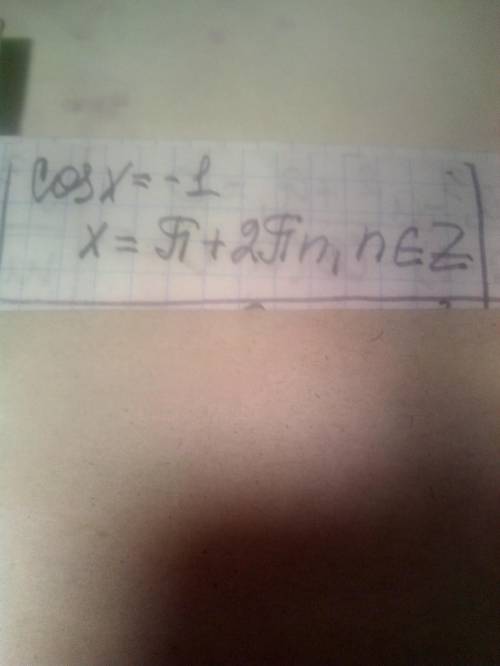 cos x = -1
x = π + 2πn, n ∈ Z